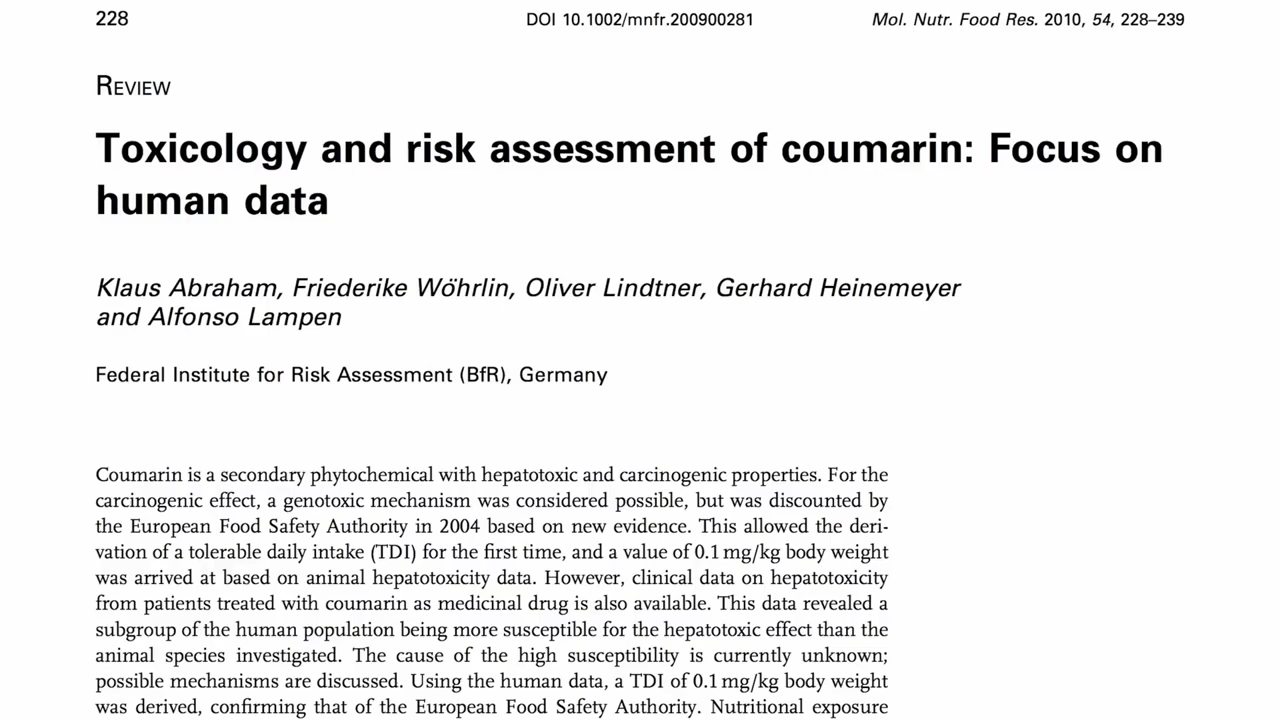 228 DOI 10.1002/mnfr.200900281 Mol. Nutr. Food Res. 2010, 54, 228–239
REVIEW
Toxicology and risk assessment of coumarin: Focus on
human data
Klaus Abraham, Friederike Wöhrlin, Oliver Lindtner, Gerhard Heinemeyer
and Alfonso Lampen
Federal Institute for Risk Assessment (BfR), Germany
Coumarin is a secondary phytochemical with hepatotoxic and carcinogenic properties. For the
carcinogenic effect, a genotoxic mechanism was considered possible, but was discounted by
the European Food Safety Authority in 2004 based on new evidence. This allowed the deri-
vation of a tolerable daily intake (TDI) for the first time, and a value of 0.1 mg/kg body weight
was arrived at based on animal hepatotoxicity data. However, clinical data on hepatotoxicity
from patients treated with coumarin as medicinal drug is also available. This data revealed a
subgroup of the human population being more susceptible for the hepatotoxic effect than the
animal species investigated. The cause of the high susceptibility is currently unknown;
possible mechanisms are discussed. Using the human data, a TDI of 0.1 mg/kg body weight
was derived, confirming that of the European Food Safety Authority. Nutritional exposure